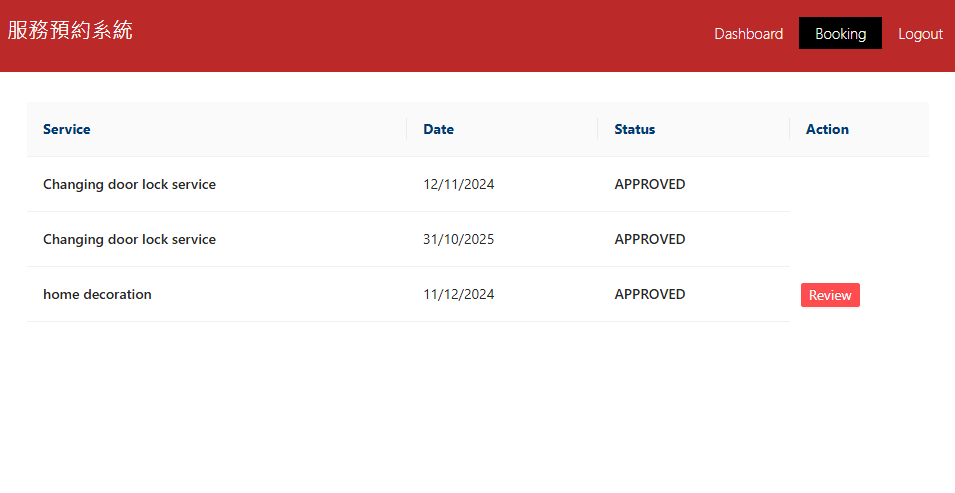 服務預約系統
Dashboard Booking Logout
Service Date Status Action
Changing door lock service 12/11/2024 APPROVED
Changing door lock service 31/10/2025 APPROVED
home decoration 11/12/2024 APPROVED Review